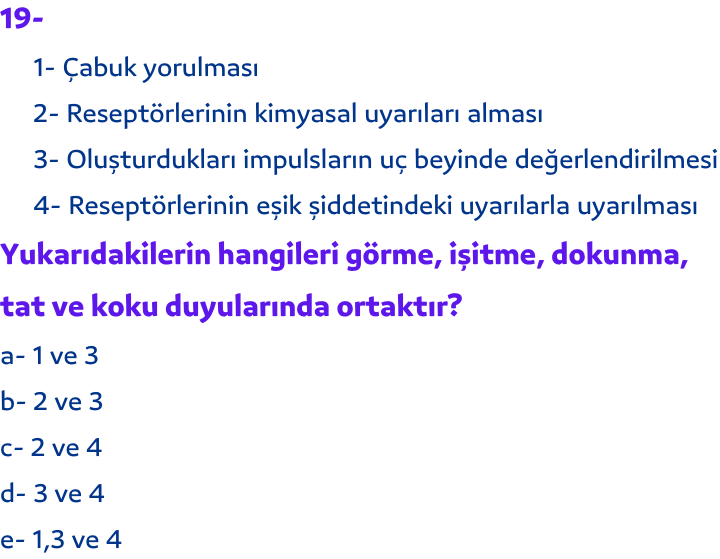 19-
1- Çabuk yorulması
2- Reseptörlerinin kimyasal uyarıları alması
3- Oluşturdukları impulsların uç beyinde değerlendirilmesi
4- Reseptörlerinin eşik şiddetindeki uyarılarla uyarılması
Yukarıdakilerin hangileri görme, işitme, dokunma,
tat ve koku duyularında ortaktır?
a- 1 ve 3
b- 2 ve 3
c- 2 ve 4
d- 3 ve 4
e- 1,3 ve 4